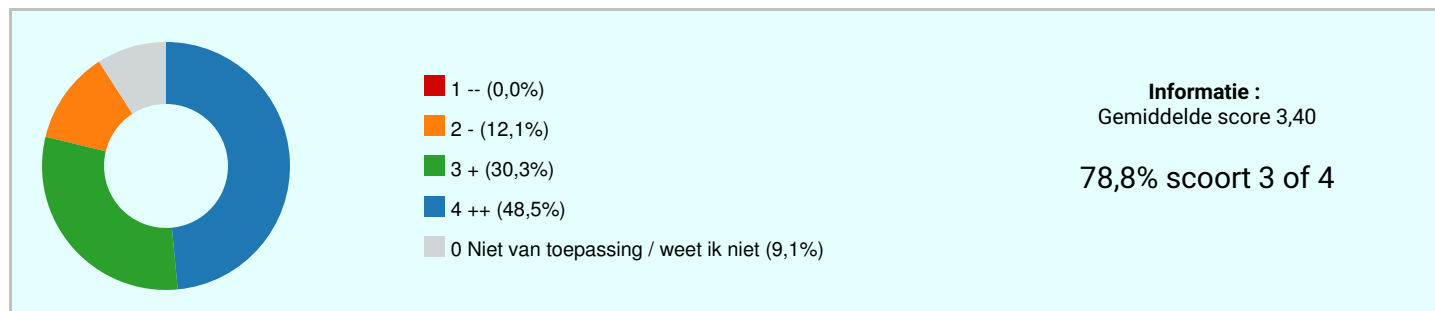 1 -- (0,0%)
2 - (12,1%)
3 + (30,3%)
4 ++ (48,5%)
0 Niet van toepassing / weet ik niet (9,1%)
Informatie :
Gemiddelde score 3,40
78,8% scoort 3 of 4